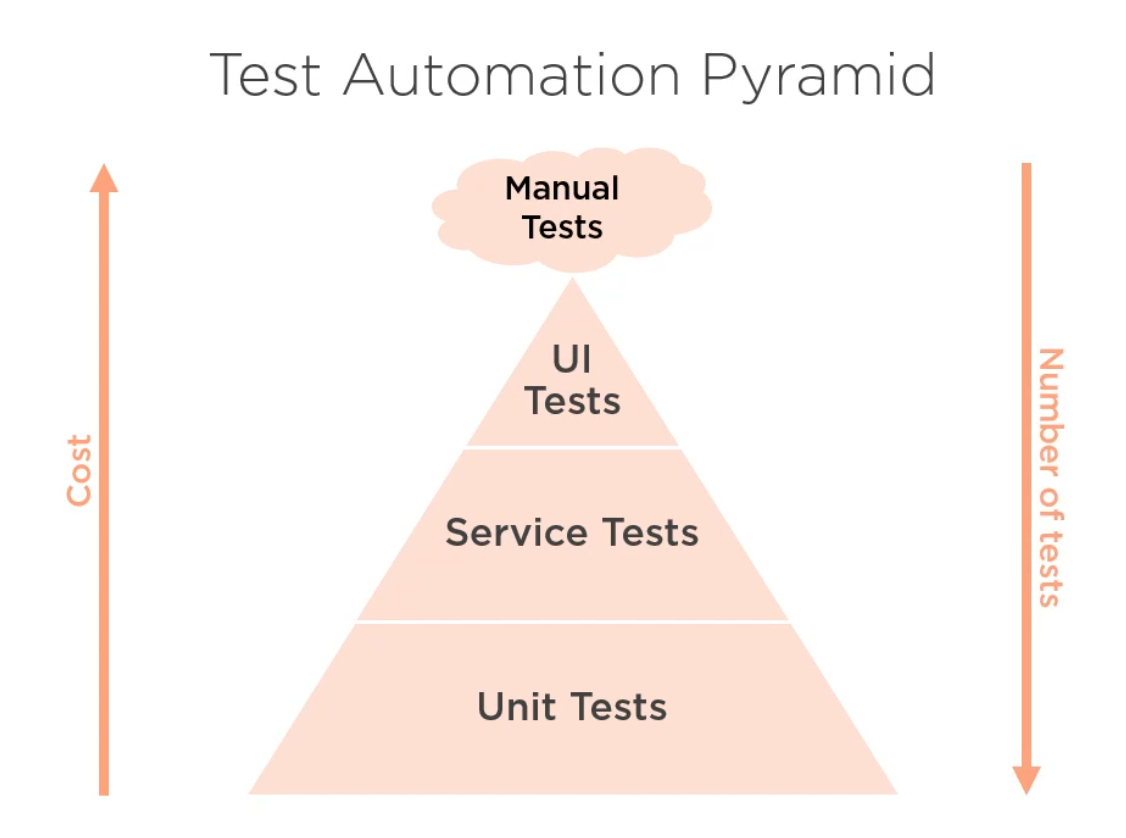 Test Automation Pyramid
Manual
Tests
UI
Tests
Service Tests
Unit Tests
Cost
Number of tests